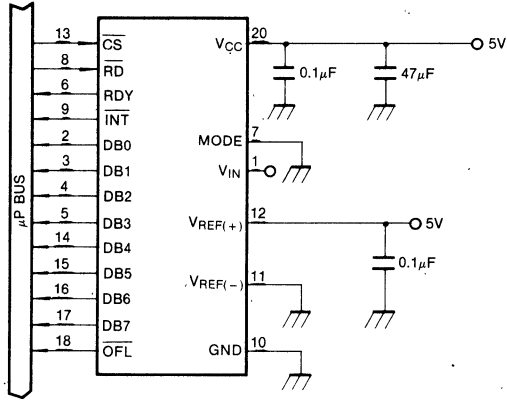 μP BUS
13 CS̅ VCC 20 5V
8 RD̅ 0.1μF 47μF
6 RDY
9 INT̅
2 DB0 MODE 7
3 DB1 VIN 1
4 DB2
5 DB3 VREF(+) 12 5V
14 DB4
15 DB5 0.1μF
16 DB6 VREF(−) 11
17 DB7
18 OFL̅ GND 10